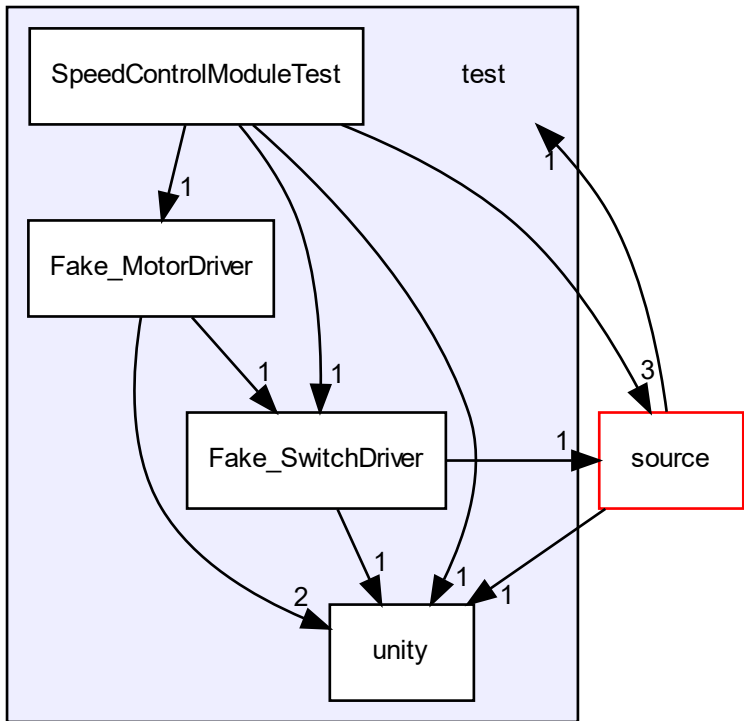 SpeedControlModuleTest
test
1
1
Fake_MotorDriver
1
1
3
Fake_SwitchDriver
1
source
1
1
2
1
unity